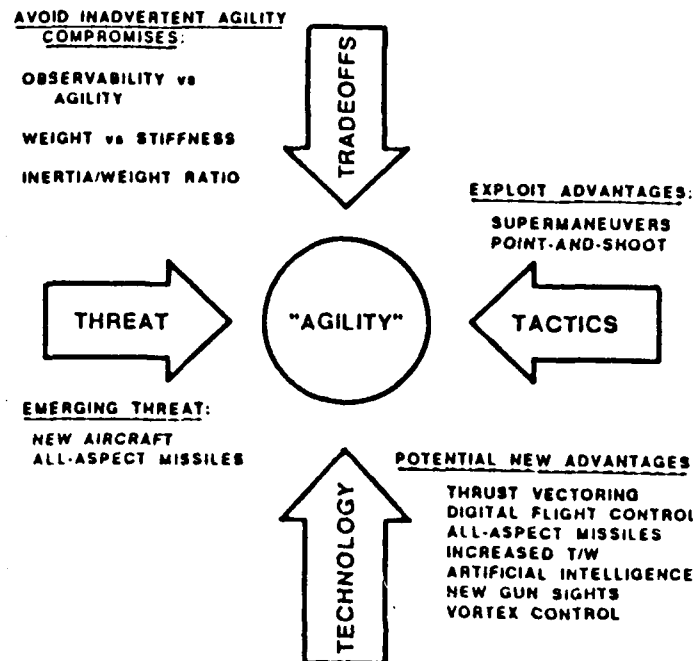 AVOID INADVERTENT AGILITY
COMPROMISES:
OBSERVABILITY vs
AGILITY
WEIGHT vs STIFFNESS
INERTIA/WEIGHT RATIO
TRADEOFFS
EXPLOIT ADVANTAGES:
SUPERMANEUVERS
POINT-AND-SHOOT
THREAT
"AGILITY"
TACTICS
EMERGING THREAT:
NEW AIRCRAFT
ALL-ASPECT MISSILES
TECHNOLOGY
POTENTIAL NEW ADVANTAGES
THRUST VECTORING
DIGITAL FLIGHT CONTROL
ALL-ASPECT MISSILES
INCREASED T/W
ARTIFICIAL INTELLIGENCE
NEW GUN SIGHTS
VORTEX CONTROL